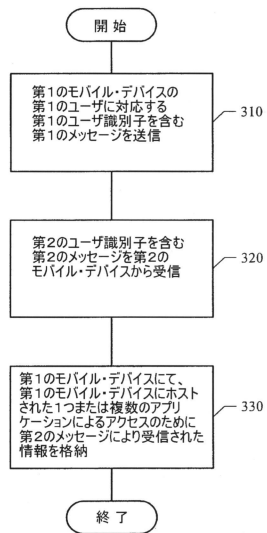 開 始
第1のモバイル・デバイスの
第1のユーザに対応する
第1のユーザ識別子を含む
第1のメッセージを送信
310
第2のユーザ識別子を含む
第2のメッセージを第2の
モバイル・デバイスから受信
320
第1のモバイル・デバイスにて、
第1のモバイル・デバイスにホスト
された1つまたは複数のアプリ
ケーションによるアクセスのために
第2のメッセージにより受信された
情報を格納
330
終 了